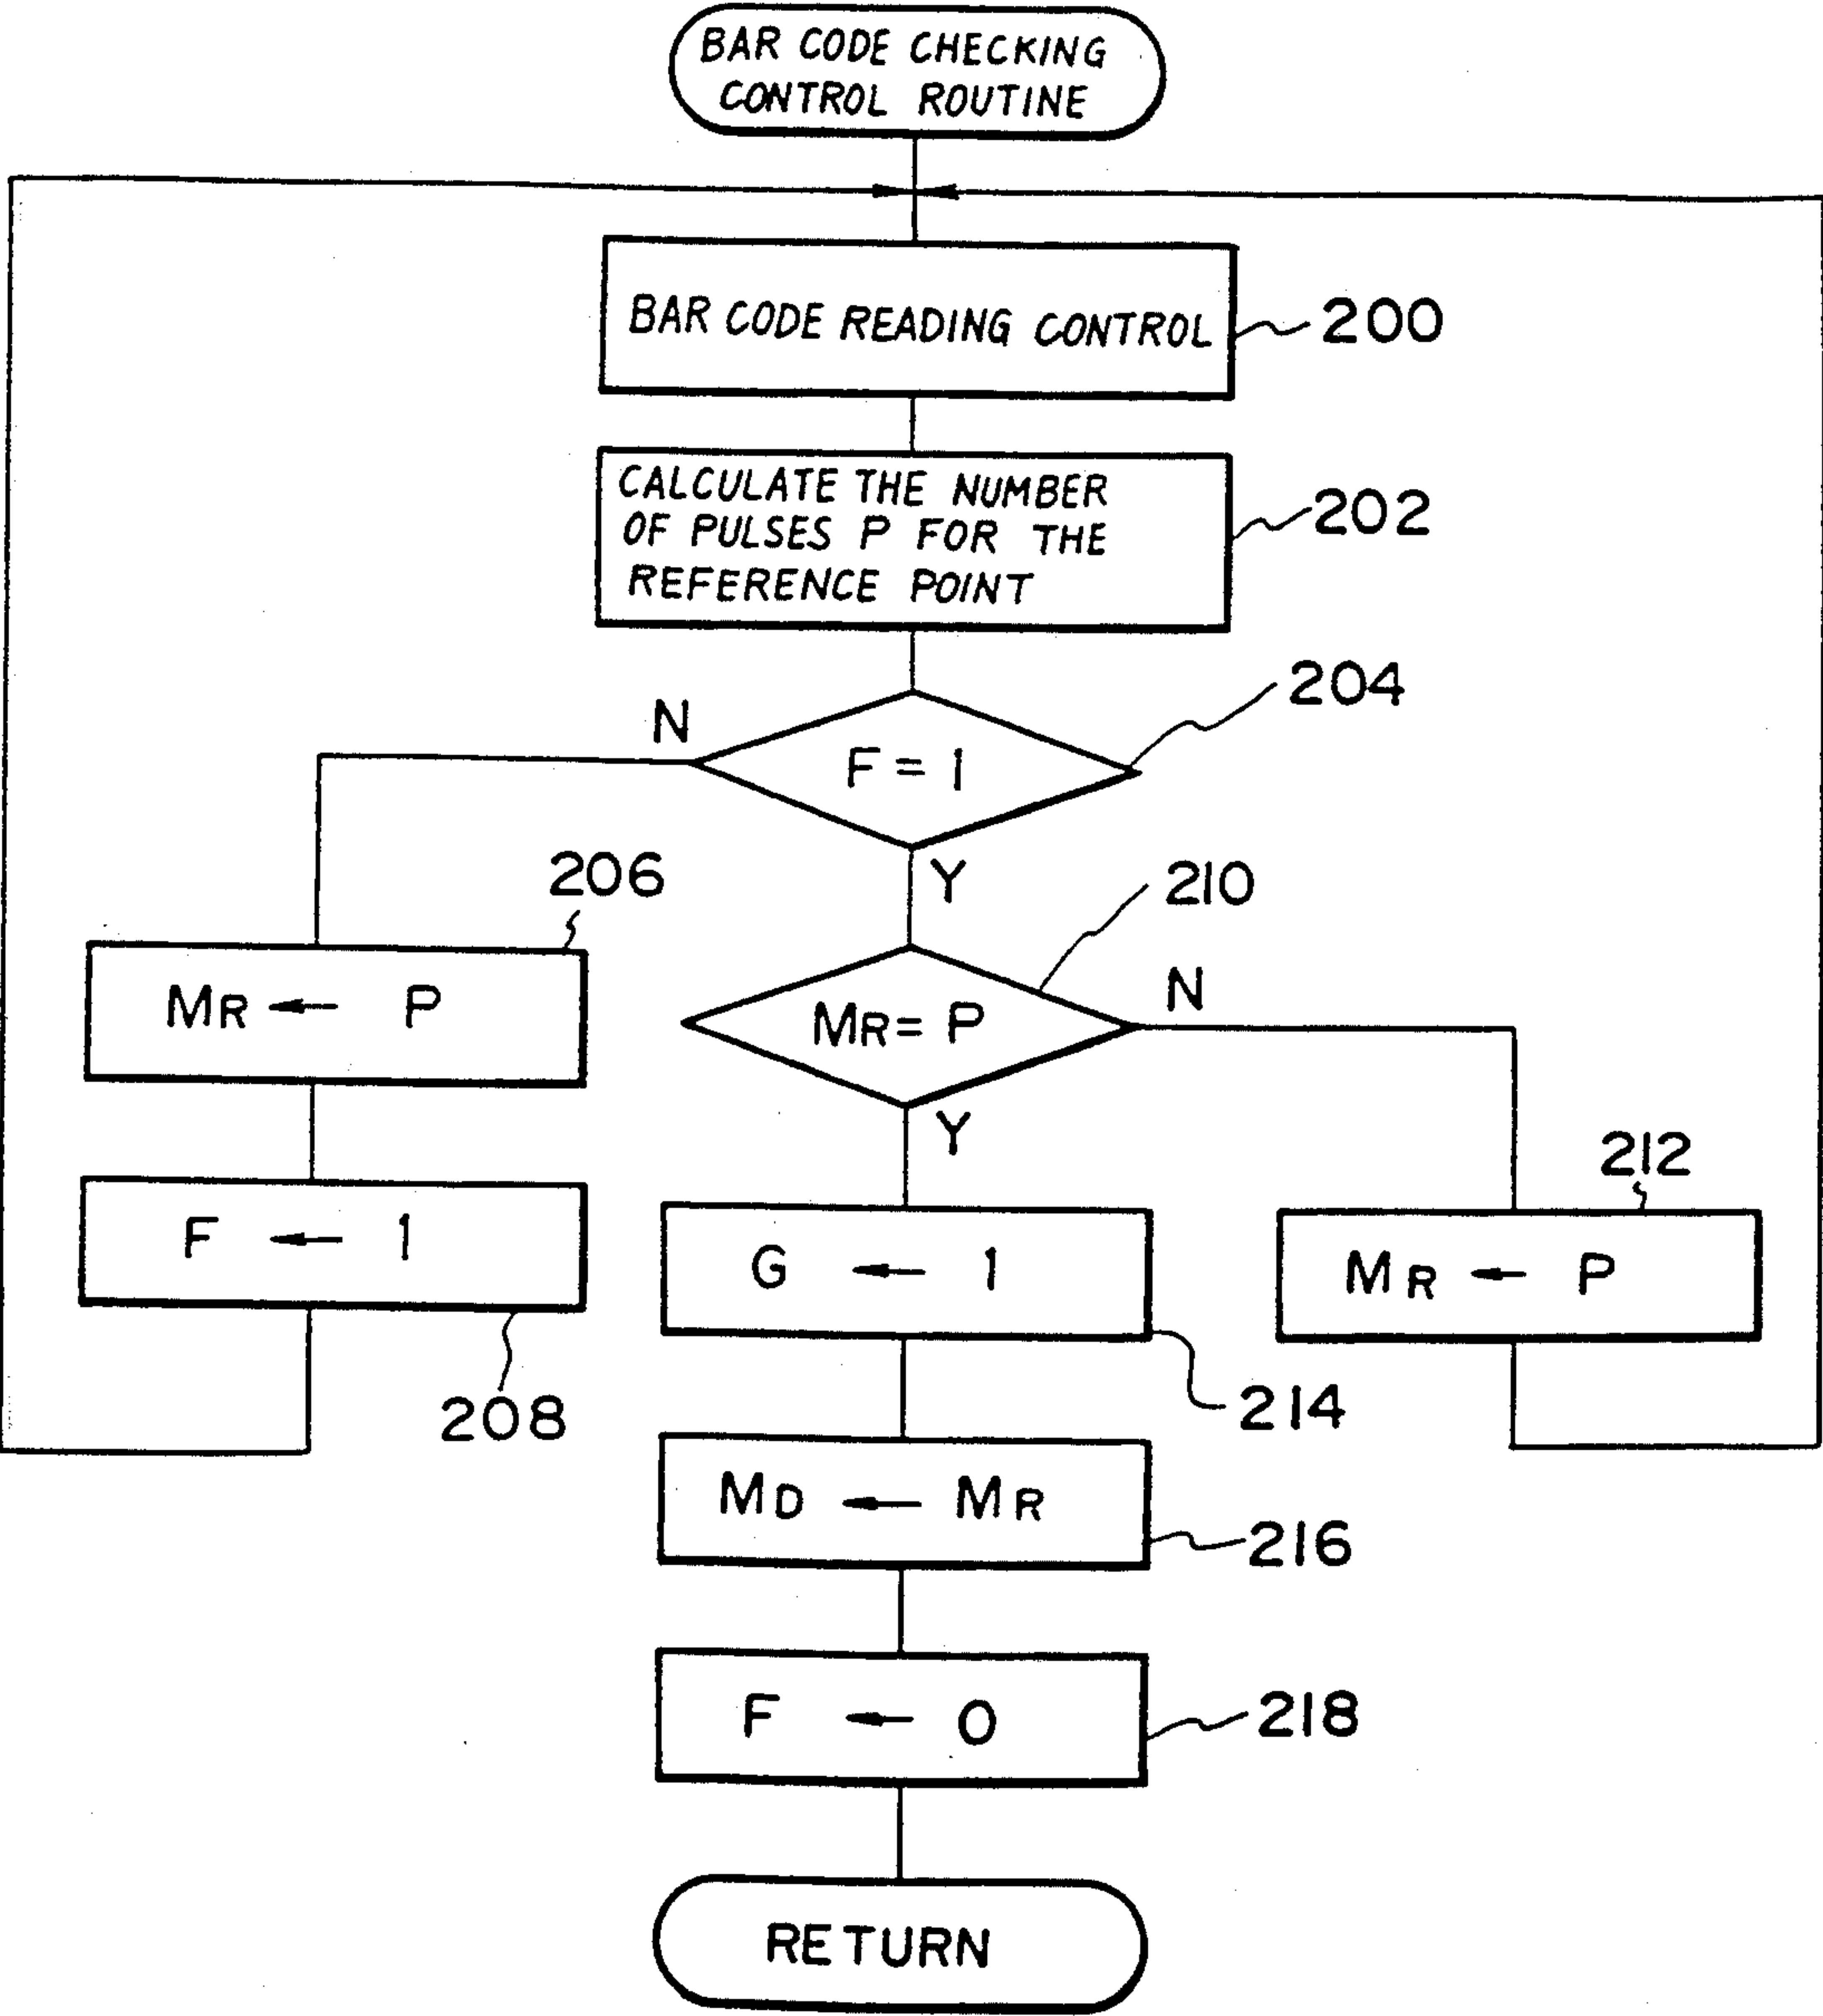 BAR CODE CHECKING
CONTROL ROUTINE
BAR CODE READING CONTROL
200
CALCULATE THE NUMBER
OF PULSES P FOR THE
REFERENCE POINT
202
204
N
F = 1
Y
206
210
MR ← P
MR = P
N
Y
212
F ← 1
G ← 1
MR ← P
208
214
MD ← MR
216
F ← 0
218
RETURN